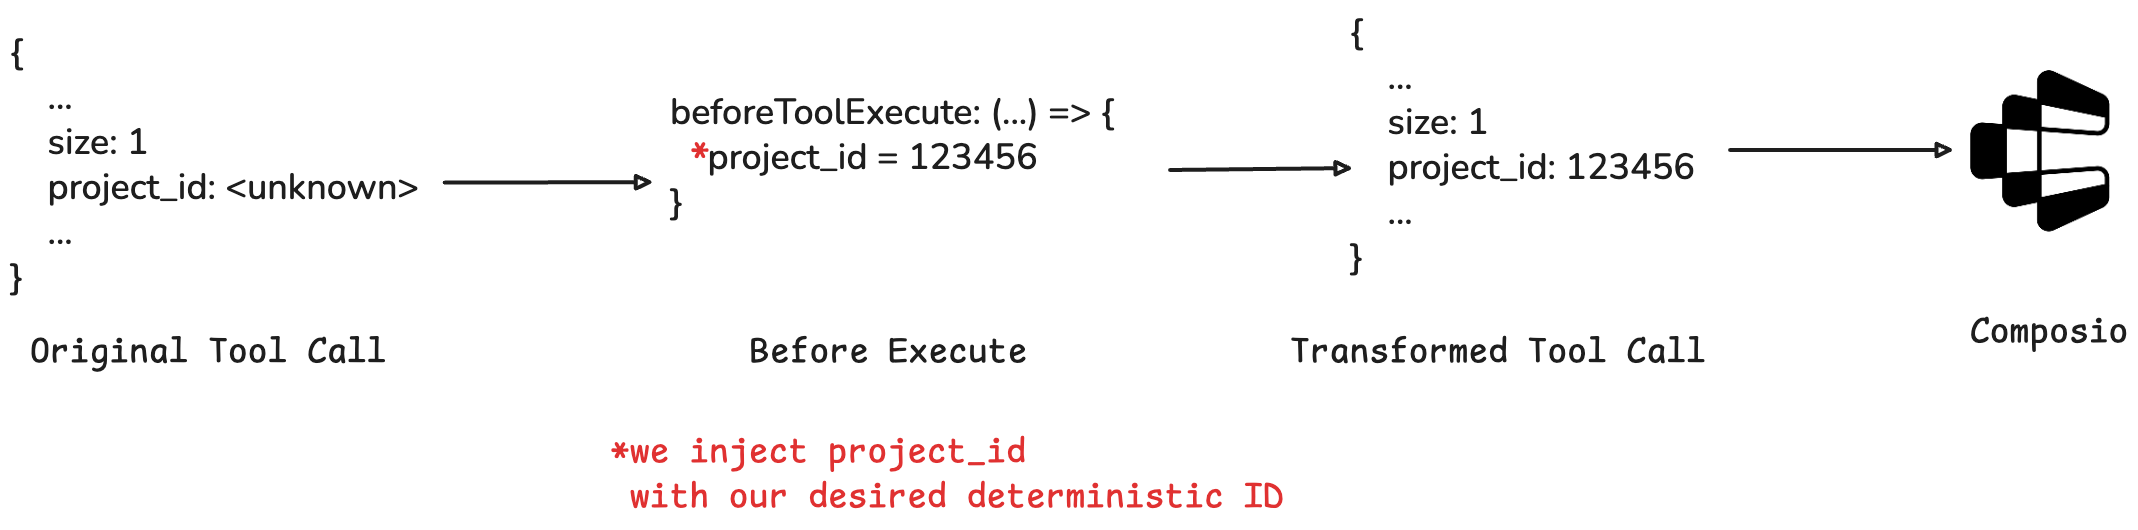 {
...
size: 1
project_id: <unknown>
...
}
Original Tool Call
beforeToolExecute: (...) => {
*project_id = 123456
}
Before Execute
{
...
size: 1
project_id: 123456
...
}
Transformed Tool Call
Composio
*we inject project_id
with our desired deterministic ID